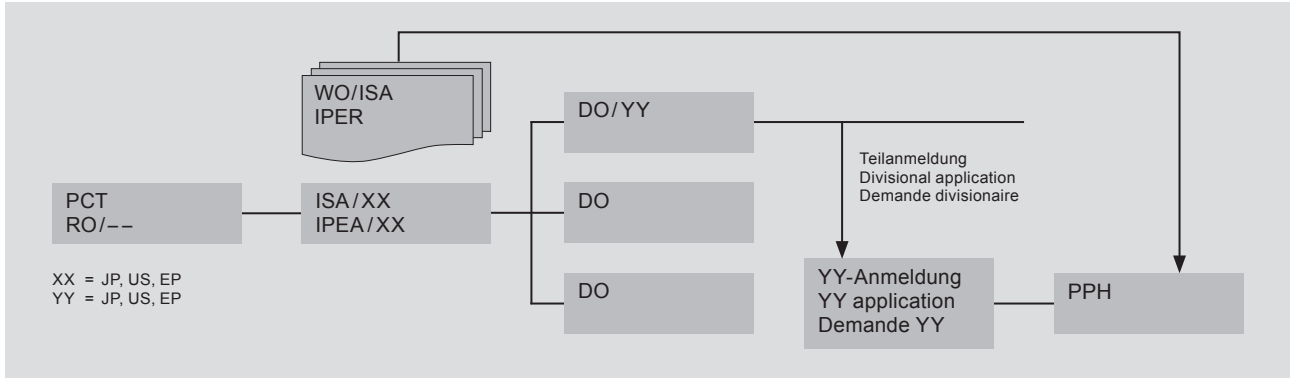 WO/ISA
IPER
DO/YY
Teilanmeldung
Divisional application
Demande divisionaire
PCT
RO/--
ISA/XX
IPEA/XX
DO
XX = JP, US, EP
YY = JP, US, EP
DO
YY-Anmeldung
YY application
Demande YY
PPH